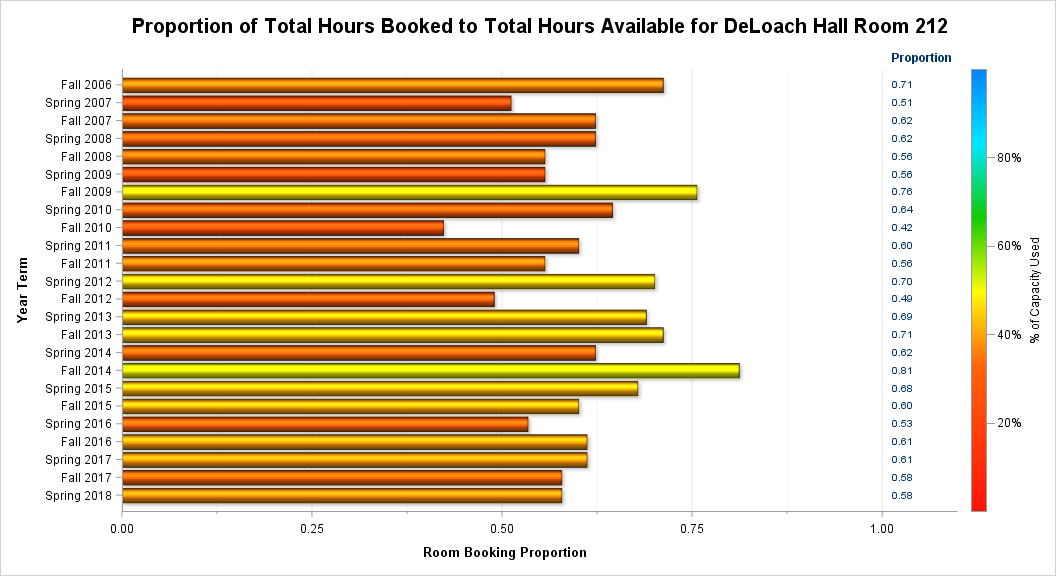 Proportion of Total Hours Booked to Total Hours Available for DeLoach Hall Room 212
Proportion
Fall 2006 0.71
Spring 2007 0.51
Fall 2007 0.62
Spring 2008 0.62
Fall 2008 0.56
Spring 2009 0.56
Fall 2009 0.76
Spring 2010 0.64
Fall 2010 0.42
Spring 2011 0.60
Fall 2011 0.56
Spring 2012 0.70
Fall 2012 0.49
Spring 2013 0.69
Fall 2013 0.71
Spring 2014 0.62
Fall 2014 0.81
Spring 2015 0.68
Fall 2015 0.60
Spring 2016 0.53
Fall 2016 0.61
Spring 2017 0.61
Fall 2017 0.58
Spring 2018 0.58
Year Term
0.00 0.25 0.50 0.75 1.00
Room Booking Proportion
80%
60%
40%
20%
% of Capacity Used